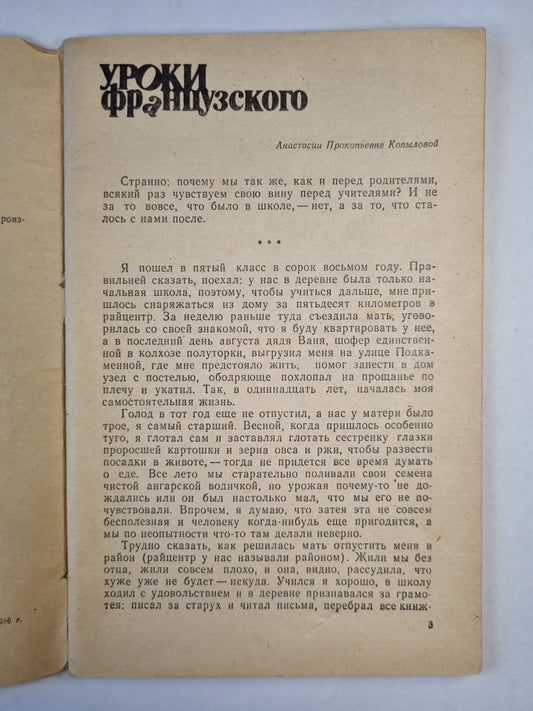 УРОКИ
французского
Анастасии Прокопьевне Копыловой
Странно: почему мы так же, как и перед родителями,
всякий раз чувствуем свою вину перед учителями? И не
за то вовсе, что было в школе, — нет, а за то, что ста-
лось с нами после.
* * *
Я пошел в пятый класс в сорок восьмом году. Пра-
вильней сказать, поехал: у нас в деревне была только на-
чальная школа, поэтому, чтобы учиться дальше, мне при-
шлось снаряжаться из дому за пятьдесят километров в
райцентр. За неделю раньше туда съездила мать, угово-
рилась со своей знакомой, что я буду квартировать у нее,
а в последний день августа дядя Ваня, шофер единственной
в колхозе полуторки, выгрузил меня на улице Подка-
менной, где мне предстояло жить, помог занести в дом
узел с постелью, ободряюще похлопал на прощанье по
плечу и укатил. Так, в одиннадцать лет, началась моя
самостоятельная жизнь.
Голод в тот год еще не отпустил, а нас у матери было
трое, я самый старший. Весной, когда пришлось особенно
туго, я глотал сам и заставлял глотать сестренку глазки
проросшей картошки и зерна овса и ржи, чтобы развести
посадки в животе, — тогда не придется все время думать
о еде. Все лето мы старательно поливали свои семена
чистой ангарской водичкой, но урожая почему-то не до-
ждались или он был настолько мал, что мы его не по-
чувствовали. Впрочем, я думаю, что затея эта не совсем
бесполезная и человеку когда-нибудь еще пригодится, а
мы по неопытности что-то там делали неверно.
Трудно сказать, как решилась мать отпустить меня в
район (райцентр у нас называли районом). Жили мы без
отца, жили совсем плохо, и она, видно, рассудила, что
хуже уже не будет — некуда. Учился я хорошо, в школу
ходил с удовольствием и в деревне признавался за грамо-
тея: писал за старух и читал письма, перебрал все книж-
3
роиз-
986 г.